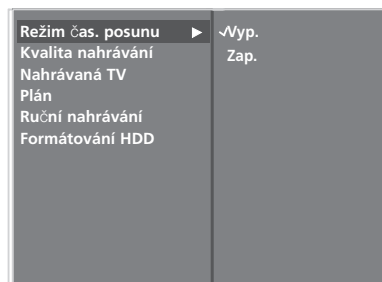 Režim čas. posunu
Kvalita nahrávání
Nahrávaná TV
Plán
Ruční nahrávání
Formátování HDD
Vyp.
Zap.